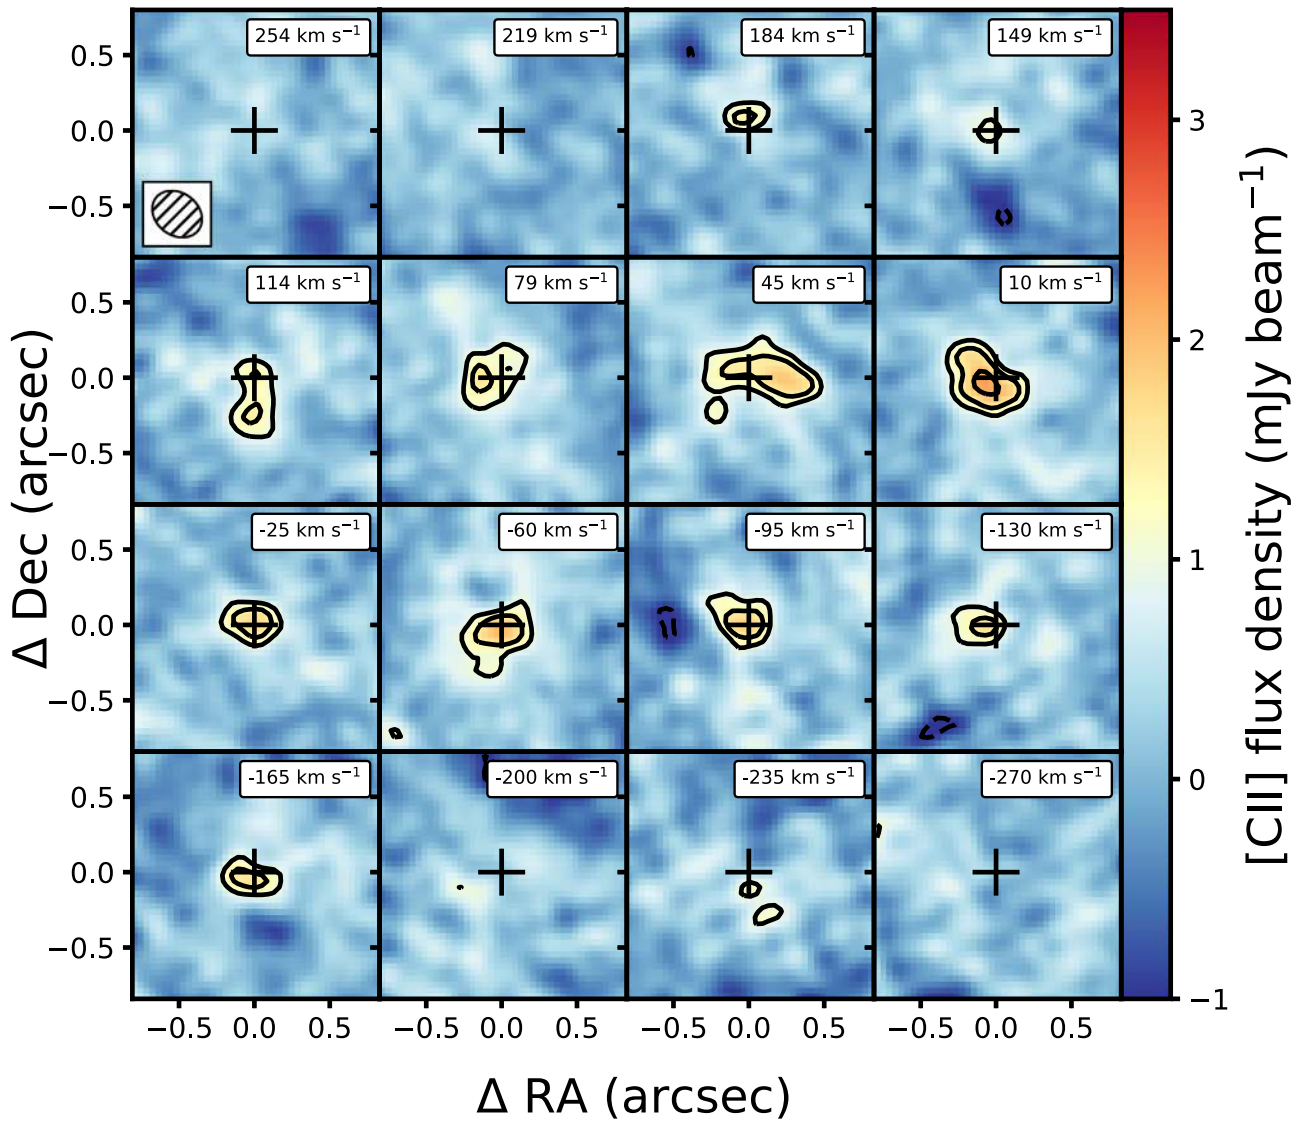 254 km s⁻¹
219 km s⁻¹
184 km s⁻¹
149 km s⁻¹
0.5
0.0
−0.5
114 km s⁻¹
79 km s⁻¹
45 km s⁻¹
10 km s⁻¹
0.5
0.0
−0.5
-25 km s⁻¹
-60 km s⁻¹
-95 km s⁻¹
-130 km s⁻¹
0.5
0.0
−0.5
-165 km s⁻¹
-200 km s⁻¹
-235 km s⁻¹
-270 km s⁻¹
0.5
0.0
−0.5
−0.5 0.0 0.5 −0.5 0.0 0.5 −0.5 0.0 0.5 −0.5 0.0 0.5
Δ RA (arcsec)
Δ Dec (arcsec)
3
2
1
0
−1
[CII] flux density (mJy beam⁻¹)